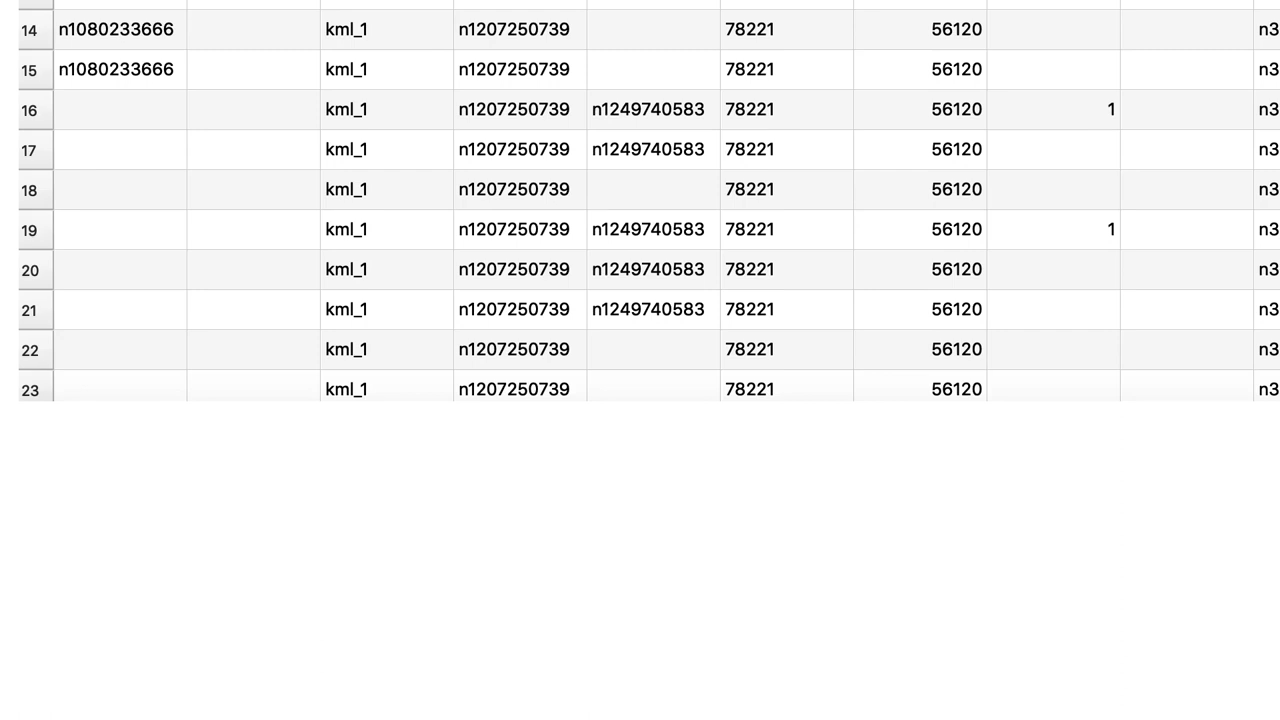 14 n1080233666 kml_1 n1207250739 78221 56120 n3
15 n1080233666 kml_1 n1207250739 78221 56120 n3
16 kml_1 n1207250739 n1249740583 78221 56120 1 n3
17 kml_1 n1207250739 n1249740583 78221 56120 n3
18 kml_1 n1207250739 78221 56120 n3
19 kml_1 n1207250739 n1249740583 78221 56120 1 n3
20 kml_1 n1207250739 n1249740583 78221 56120 n3
21 kml_1 n1207250739 n1249740583 78221 56120 n3
22 kml_1 n1207250739 78221 56120 n3
23 kml_1 n1207250739 78221 56120 n3